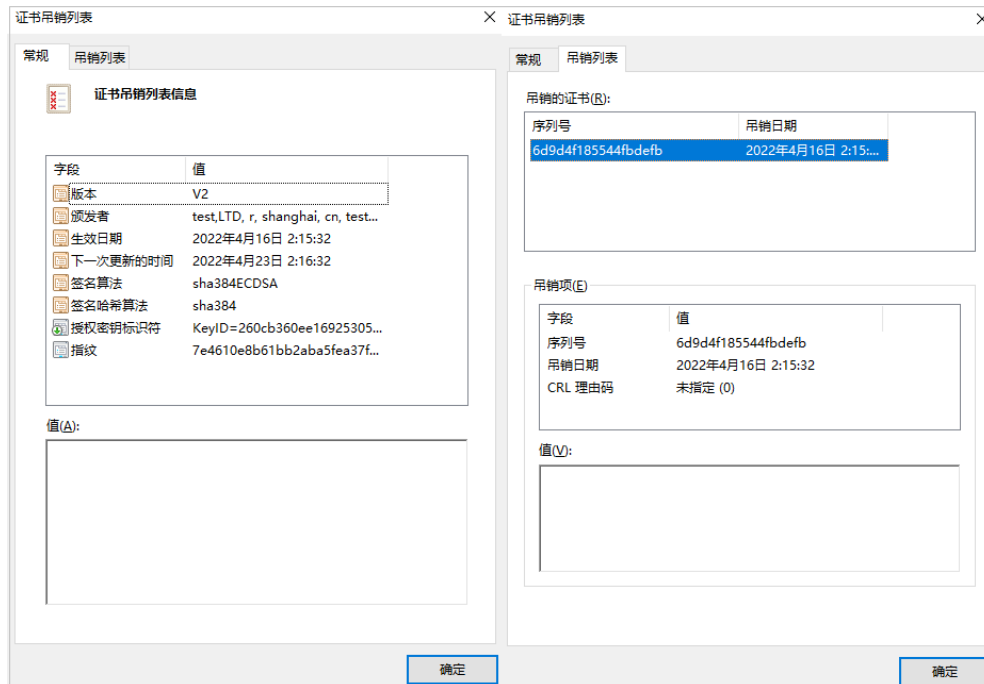 证书吊销列表
常规
吊销列表
证书吊销列表信息
字段 值
版本 V2
颁发者 test,LTD, r, shanghai, cn, test...
生效日期 2022年4月16日 2:15:32
下一次更新的时间 2022年4月23日 2:16:32
签名算法 sha384ECDSA
签名哈希算法 sha384
授权密钥标识符 KeyID=260cb360ee16925305...
指纹 7e4610e8b61bb2aba5fea37f...
值(A):
确定
证书吊销列表
常规
吊销列表
吊销的证书(R):
序列号 吊销日期
6d9d4f185544fbdefb 2022年4月16日 2:15:...
吊销项(E)
字段 值
序列号 6d9d4f185544fbdefb
吊销日期 2022年4月16日 2:15:32
CRL 理由码 未指定 (0)
值(V):
确定